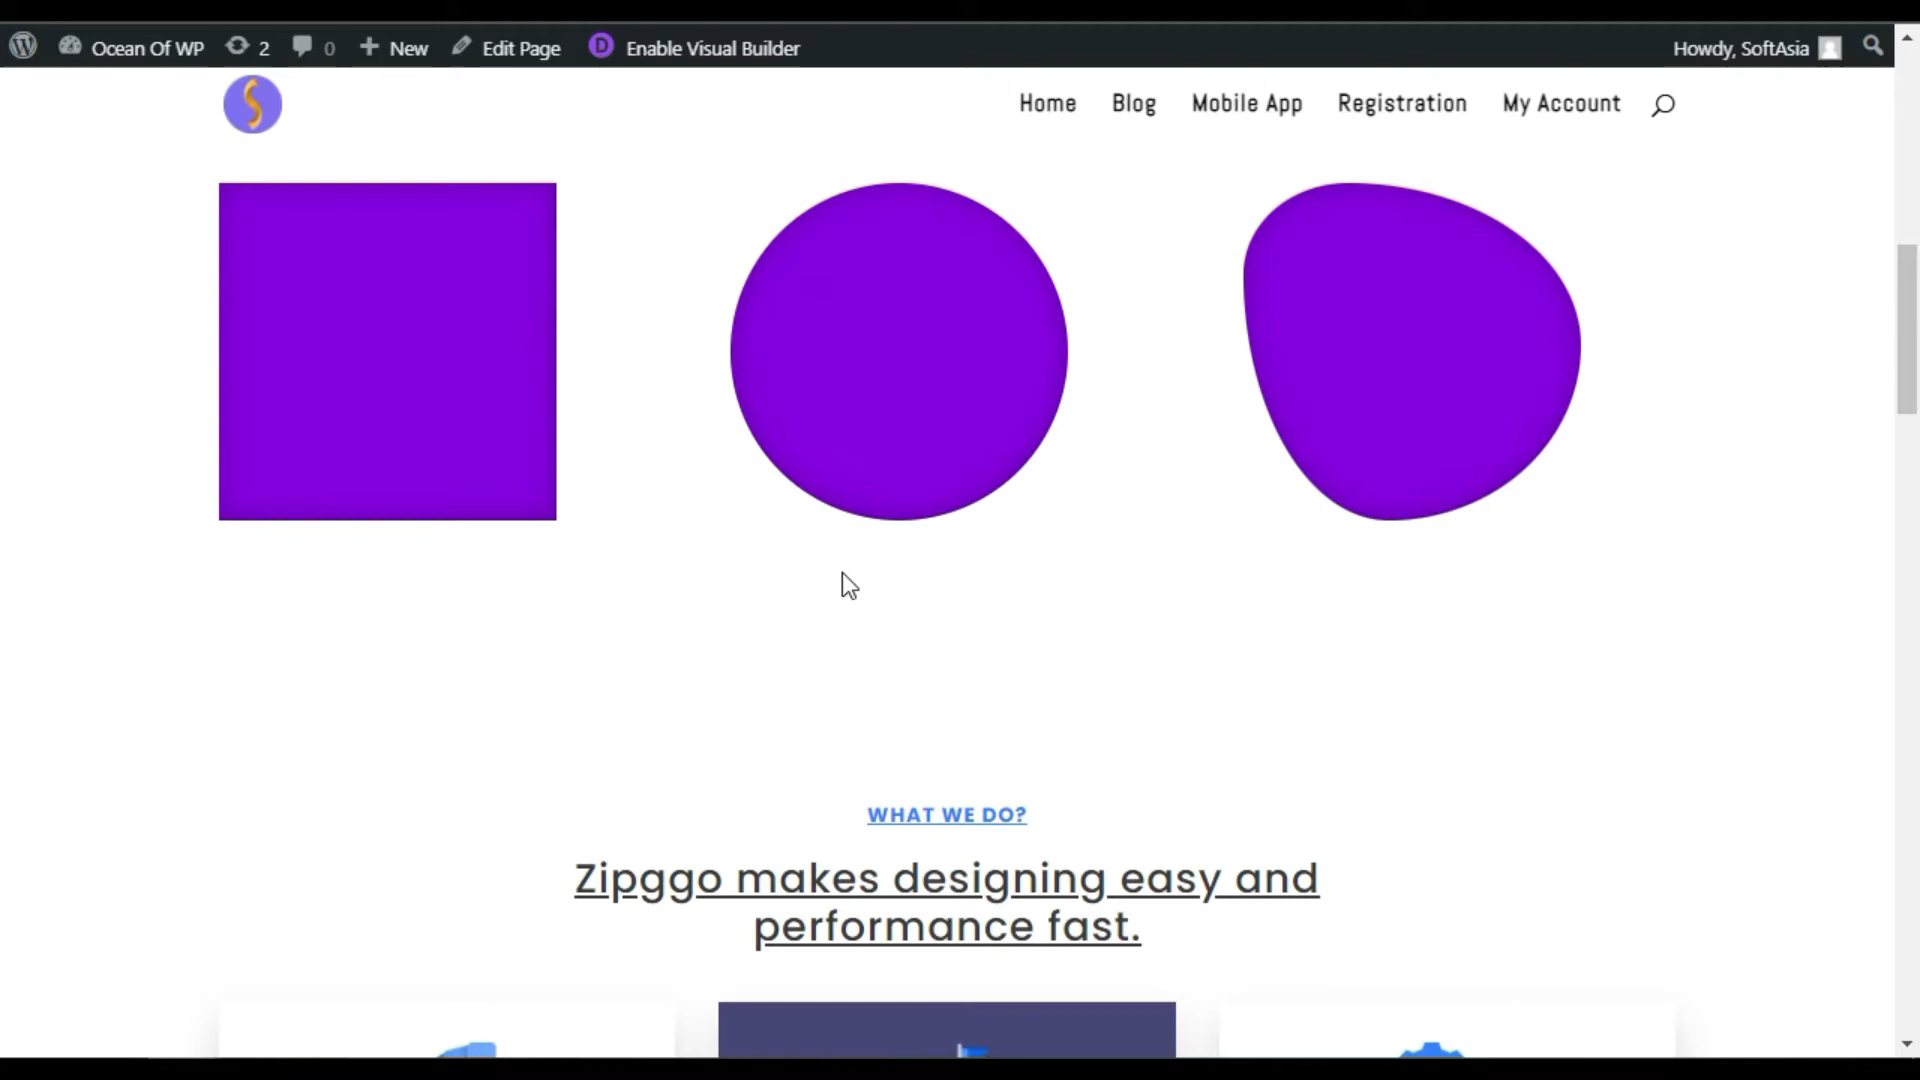 Ocean Of WP 2 0 New Edit Page D Enable Visual Builder Howdy, SoftAsia
S Home Blog Mobile App Registration My Account
WHAT WE DO?
Zipggo makes designing easy and
performance fast.